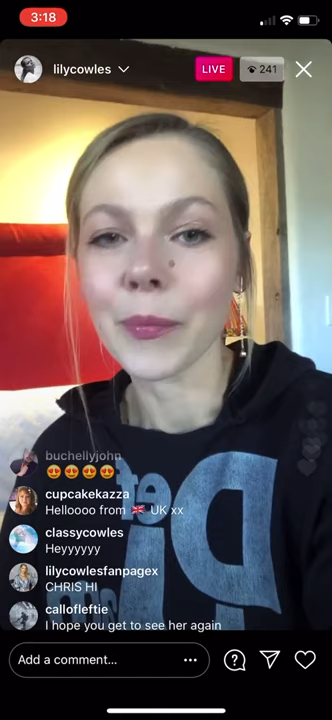 3:18
lilycowles
LIVE
241
buchellyjohn
😍😍😍😍
cupcakekazza
Helloooo from 🇬🇧 UK xx
classycowles
Heyyyyyy
lilycowlesfanpagex
CHRIS HI
callofleftie
I hope you get to see her again
Add a comment...